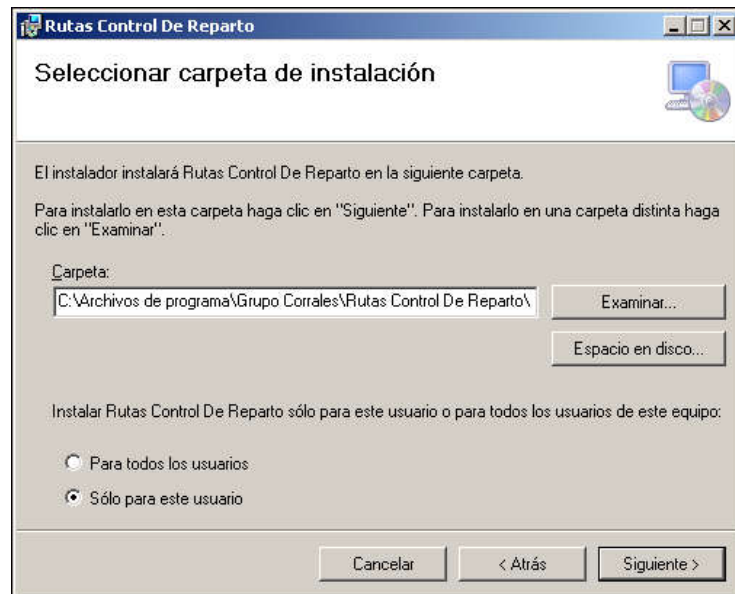 Rutas Control De Reparto
Seleccionar carpeta de instalación
El instalador instalará Rutas Control De Reparto en la siguiente carpeta.
Para instalarlo en esta carpeta haga clic en "Siguiente". Para instalarlo en una carpeta distinta haga
clic en "Examinar".
Carpeta:
C:\Archivos de programa\Grupo Corrales\Rutas Control De Reparto\
Examinar...
Espacio en disco...
Instalar Rutas Control De Reparto sólo para este usuario o para todos los usuarios de este equipo:
Para todos los usuarios
Sólo para este usuario
Cancelar
< Atrás
Siguiente >